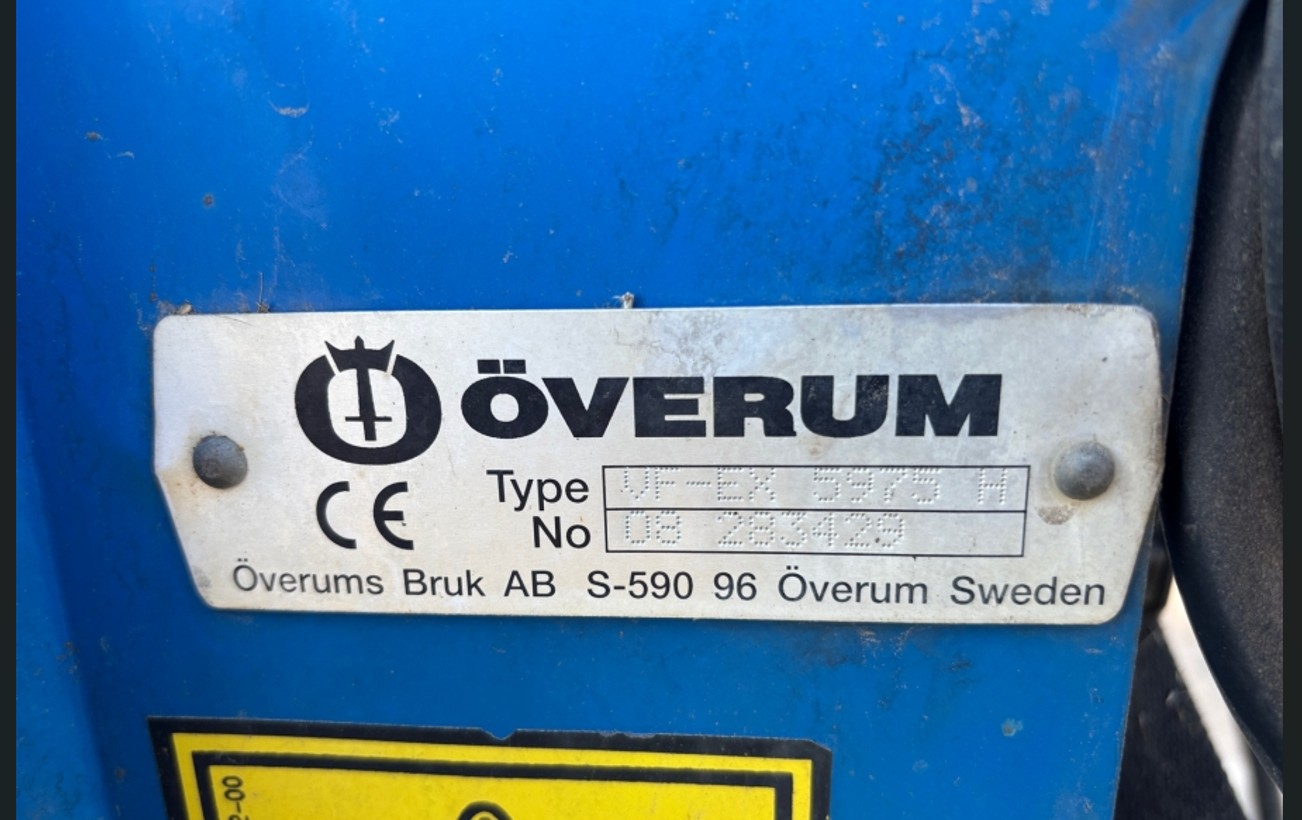 ÖVERUM
Type VF-EX 5975 H
No 08 283429
CE
Överums Bruk AB S-590 96 Överum Sweden